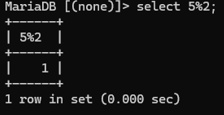 MariaDB [(none)]> select 5%2;
+------+
| 5%2  |
+------+
|    1 |
+------+
1 row in set (0.000 sec)